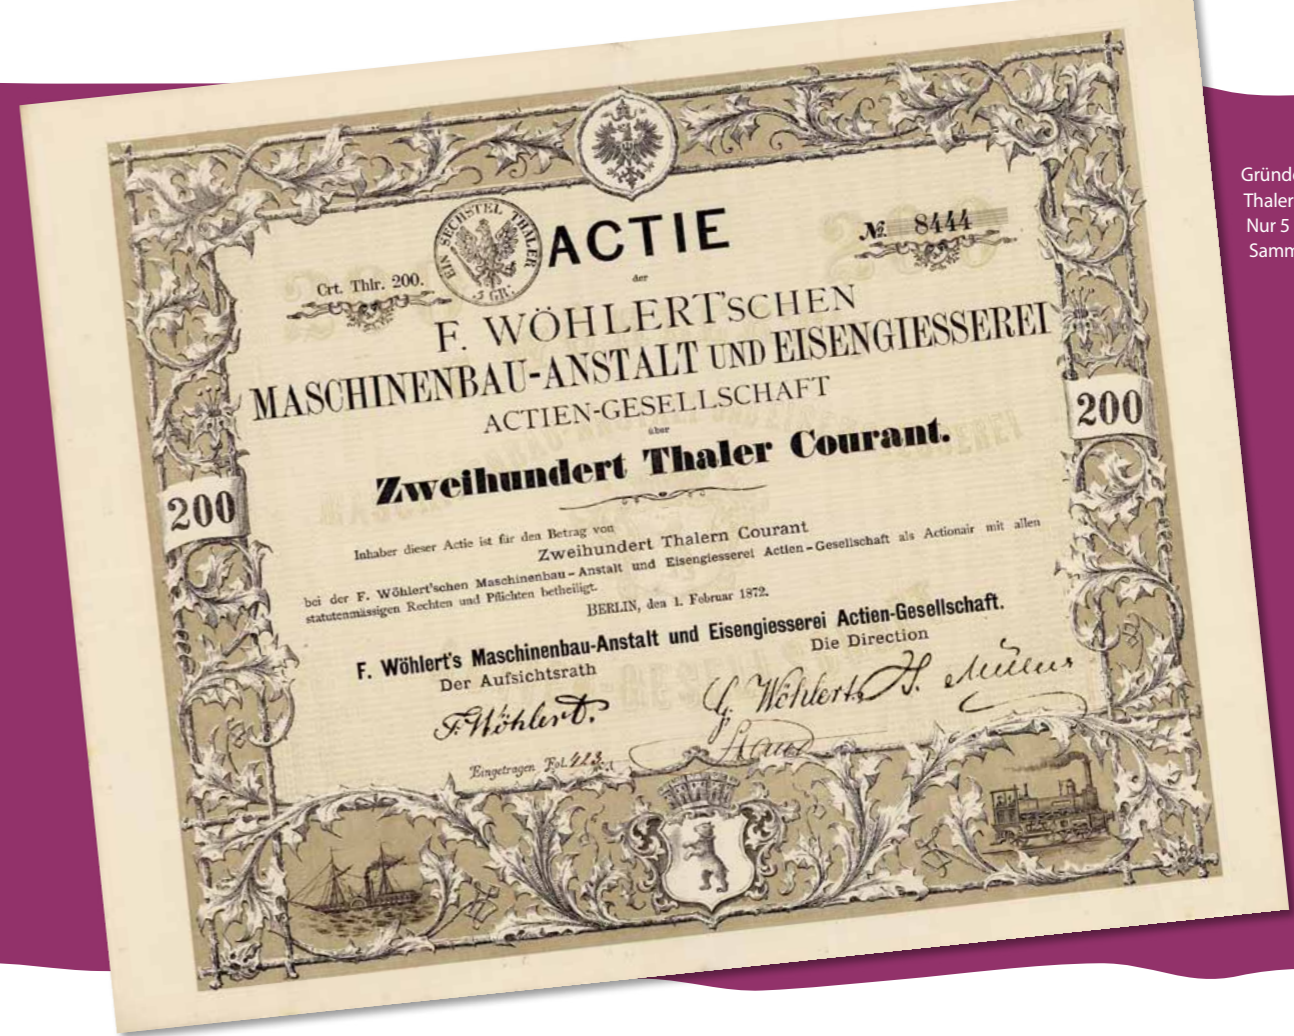 EIN SECHSTEL THALER
5 GR.
ACTIE
№ 8444
Crt. Thlr. 200.
der
F. WÖHLERT'SCHEN
MASCHINENBAU-ANSTALT UND EISENGIESSEREI
ACTIEN-GESELLSCHAFT
über
Zweihundert Thaler Courant.
200
200
Inhaber dieser Actie ist für den Betrag von
Zweihundert Thalern Courant
bei der F. Wöhlert'schen Maschinenbau-Anstalt und Eisengiesserei Actien-Gesellschaft als Actionair mit allen
statutenmässigen Rechten und Pflichten betheiligt.
BERLIN, den 1. Februar 1872.
F. Wöhlert's Maschinenbau-Anstalt und Eisengiesserei Actien-Gesellschaft.
Der Aufsichtsrath
Die Direction
F. Wöhlert.
Wöhlert
H.
Eingetragen Fol. 423
Thaler
Nur 5